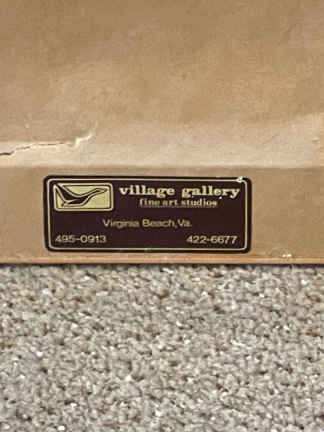 village gallery
fine art studios
Virginia Beach, Va.
495-0913 422-6677